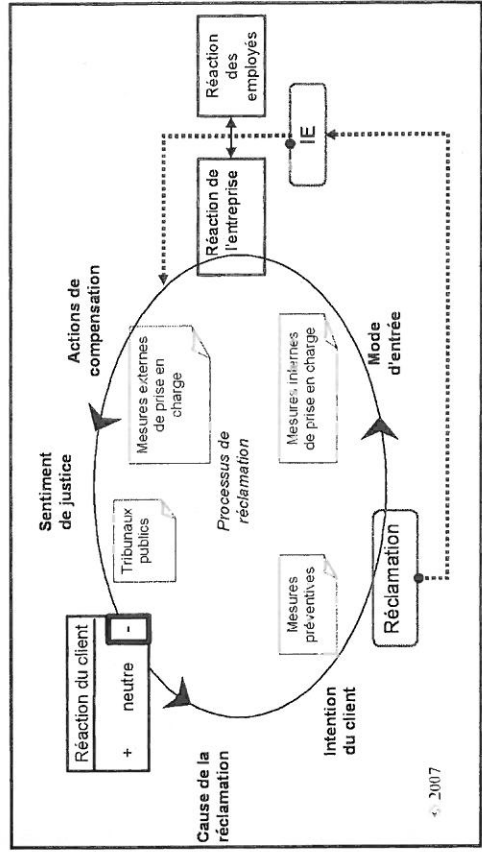 Réaction du client
+ neutre -
Sentiment
de justice
Actions de
compensation
Tribunaux
publics
Mesures externes
de prise en
charge
Réaction de
l'entreprise
Réaction
des
employés
IE
Processus de
réclamation
Cause de la
réclamation
Mesures
préventives
Mesures internes
de prise en charge
Intention
du client
Réclamation
Mode
d'entrée
2007